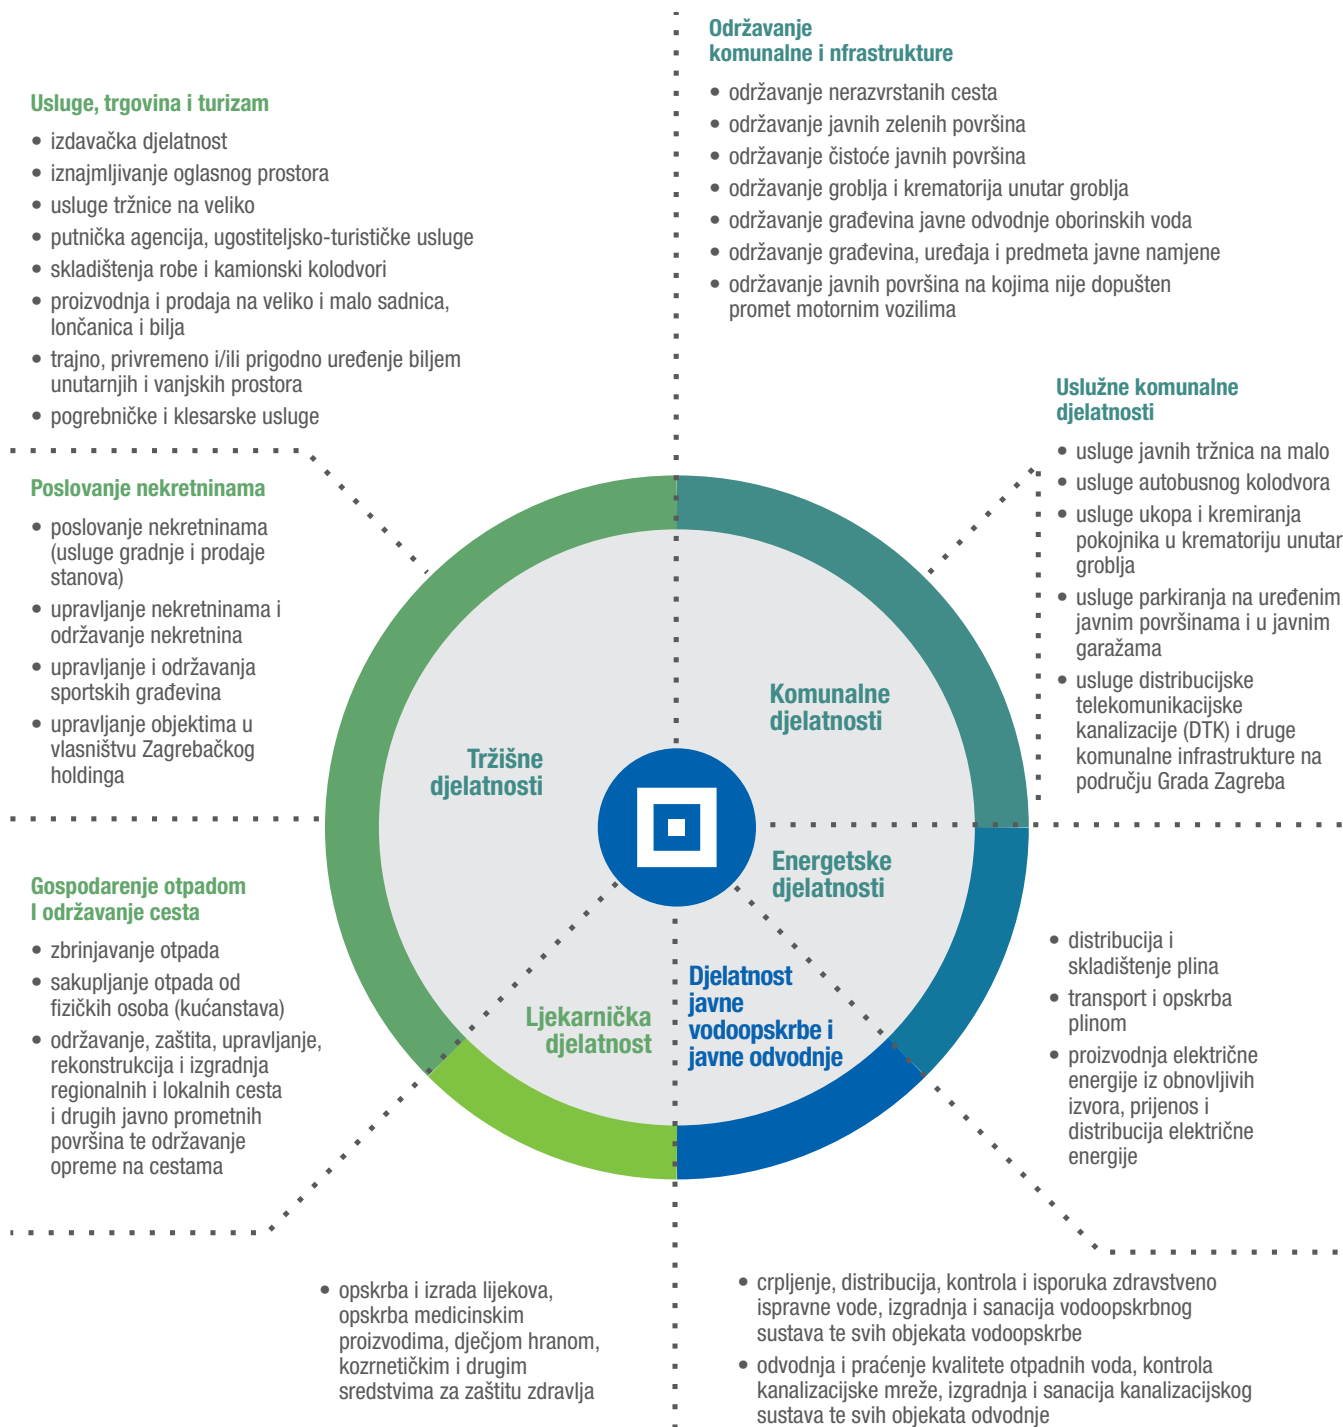 Usluge, trgovina i turizam
• izdavačka djelatnost
• iznajmljivanje oglasnog prostora
• usluge tržnice na veliko
• putnička agencija, ugostiteljsko-turističke usluge
• skladištenja robe i kamionski kolodvori
• proizvodnja i prodaja na veliko i malo sadnica,
lončanica i bilja
• trajno, privremeno i/ili prigodno uređenje biljem
unutarnjih i vanjskih prostora
• pogrebničke i klesarske usluge
Održavanje
komunalne i nfrastrukture
• održavanje nerazvrstanih cesta
• održavanje javnih zelenih površina
• održavanje čistoće javnih površina
• održavanje groblja i krematorija unutar groblja
• održavanje građevina javne odvodnje oborinskih voda
• održavanje građevina, uređaja i predmeta javne namjene
• održavanje javnih površina na kojima nije dopušten
promet motornim vozilima
Uslužne komunalne
djelatnosti
• usluge javnih tržnica na malo
• usluge autobusnog kolodvora
• usluge ukopa i kremiranja
pokojnika u krematoriju unutar
groblja
• usluge parkiranja na uređenim
javnim površinama i u javnim
garažama
• usluge distribucijske
telekomunikacijske
kanalizacije (DTK) i druge
komunalne infrastrukture na
području Grada Zagreba
Poslovanje nekretninama
• poslovanje nekretninama
(usluge gradnje i prodaje
stanova)
• upravljanje nekretninama i
održavanje nekretnina
• upravljanje i održavanja
sportskih građevina
• upravljanje objektima u
vlasništvu Zagrebačkog
holdinga
Tržišne
djelatnosti
Komunalne
djelatnosti
Energetske
djelatnosti
Djelatnost
javne
vodoopskrbe i
javne odvodnje
Ljekarnička
djelatnost
Gospodarenje otpadom
I održavanje cesta
• zbrinjavanje otpada
• sakupljanje otpada od
fizičkih osoba (kućanstava)
• održavanje, zaštita, upravljanje,
rekonstrukcija i izgradnja
regionalnih i lokalnih cesta
i drugih javno prometnih
površina te održavanje
opreme na cestama
• distribucija i
skladištenje plina
• transport i opskrba
plinom
• proizvodnja električne
energije iz obnovljivih
izvora, prijenos i
distribucija električne
energije
• opskrba i izrada lijekova,
opskrba medicinskim
proizvodima, dječjom hranom,
kozrnetičkim i drugim
sredstvima za zaštitu zdravlja
• crpljenje, distribucija, kontrola i isporuka zdravstveno
ispravne vode, izgradnja i sanacija vodoopskrbnog
sustava te svih objekata vodoopskrbe
• odvodnja i praćenje kvalitete otpadnih voda, kontrola
kanalizacijske mreže, izgradnja i sanacija kanalizacijskog
sustava te svih objekata odvodnje